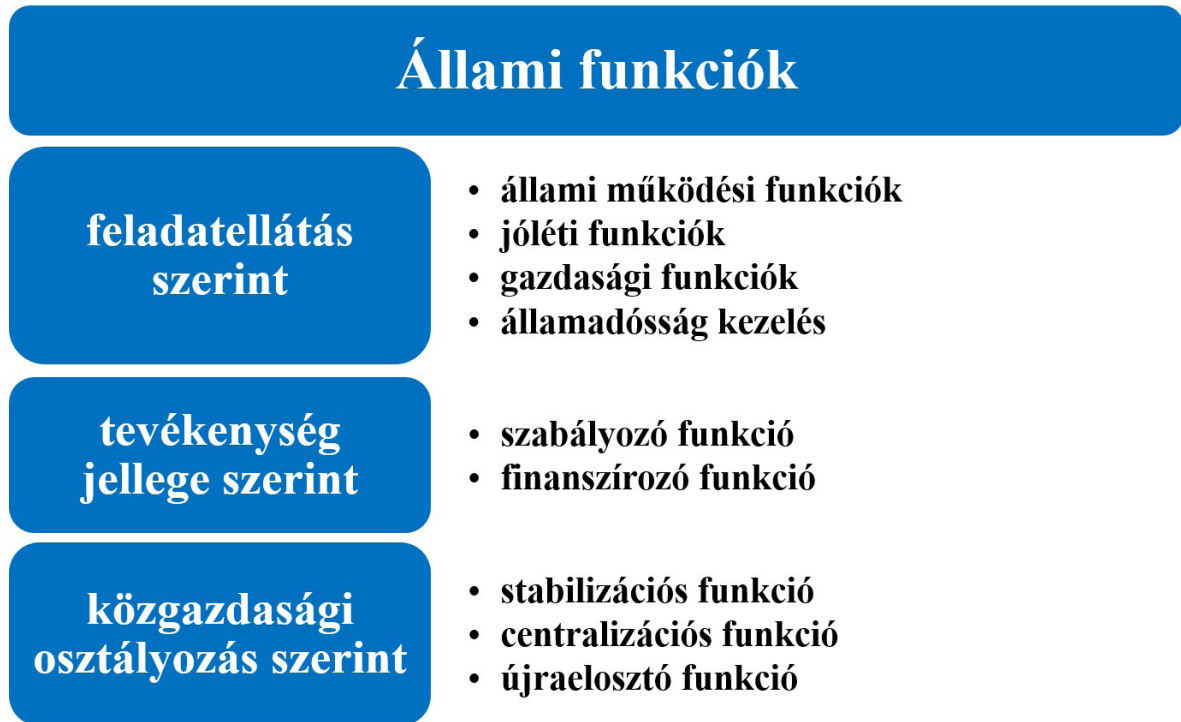 Állami funkciók
feladatellátás
szerint
• állami működési funkciók
• jóléti funkciók
• gazdasági funkciók
• államadósság kezelés
tevékenység
jellege szerint
• szabályozó funkció
• finanszírozó funkció
közgazdasági
osztályozás szerint
• stabilizációs funkció
• centralizációs funkció
• újraelosztó funkció